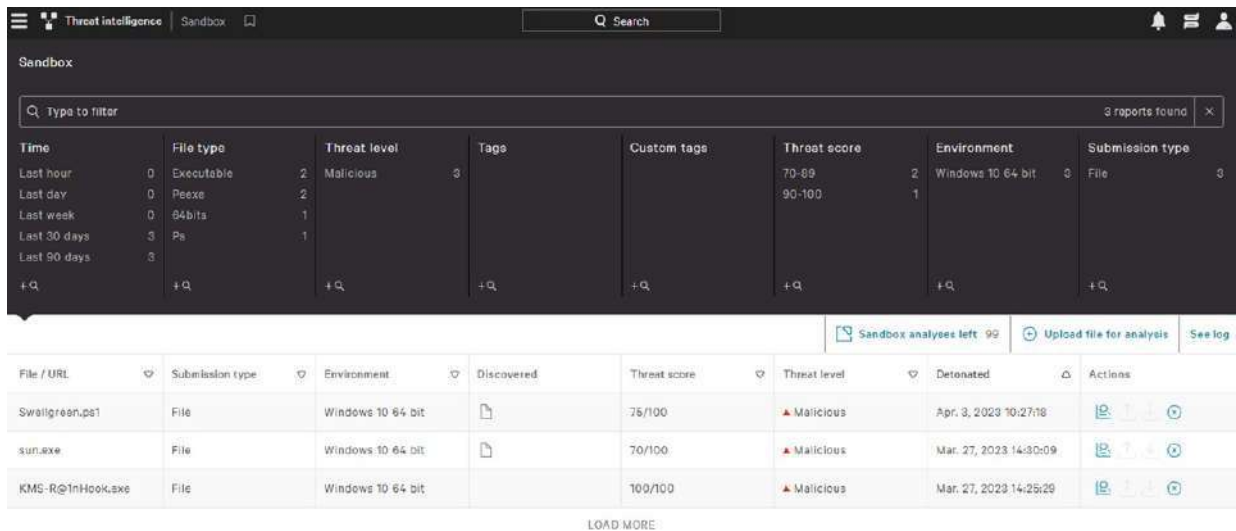 Threat intelligence Sandbox Search
Sandbox
Type to filter 3 reports found
Time File type Threat level Tags Custom tags Threat score Environment Submission type
Last hour 0 Executable 2 Malicious 3 70-89 2 Windows 10 64 bit 3 File 3
Last day 0 Peexe 2 90-100 1
Last week 0 64bits 1
Last 30 days 3 Ps 1
Last 90 days 3
Sandbox analyses left 99 Upload file for analysis See log
File / URL Submission type Environment Discovered Threat score Threat level Detonated Actions
Swellgreen.ps1 File Windows 10 64 bit 75/100 Malicious Apr. 3, 2023 10:27:18
sun.exe File Windows 10 64 bit 70/100 Malicious Mar. 27, 2023 14:30:09
KMS-R@1nHook.exe File Windows 10 64 bit 100/100 Malicious Mar. 27, 2023 14:25:29
LOAD MORE